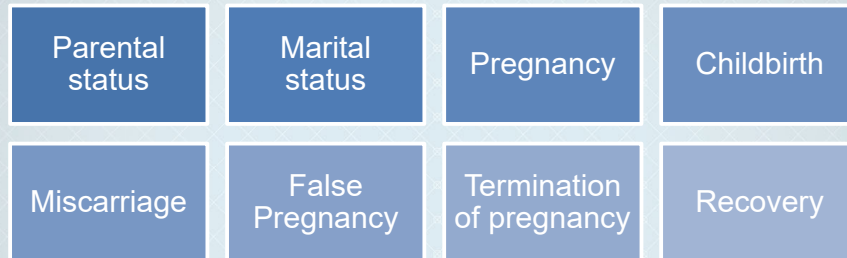 Parental
status
Marital
status
Pregnancy
Childbirth
Miscarriage
False
Pregnancy
Termination
of pregnancy
Recovery